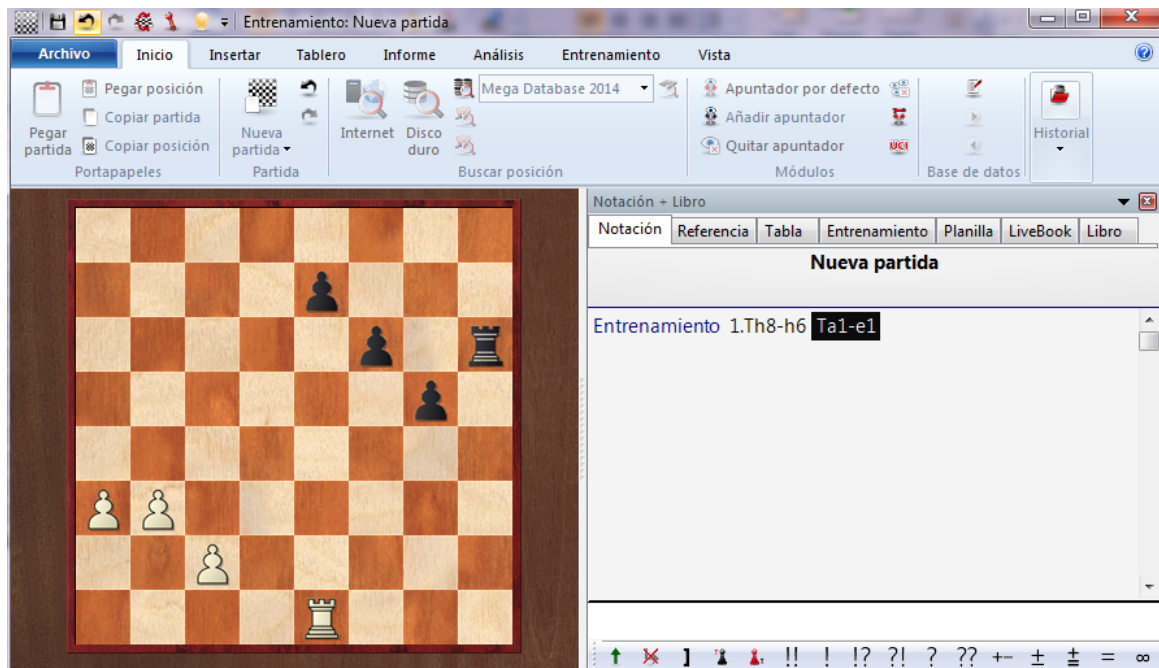 Entrenamiento: Nueva partida
Archivo Inicio Insertar Tablero Informe Análisis Entrenamiento Vista
Pegar partida
Pegar posición
Copiar partida
Copiar posición
Portapapeles
Nueva partida
Partida
Internet
Disco duro
Mega Database 2014
Buscar posición
Apuntador por defecto
Añadir apuntador
Quitar apuntador
UCI
Módulos
Base de datos
Historial
Notación + Libro
Notación Referencia Tabla Entrenamiento Planilla LiveBook Libro
Nueva partida
Entrenamiento 1.Th8-h6 Ta1-e1
!! ! !? ?! ? ?? +− ± ⩲ = ∞